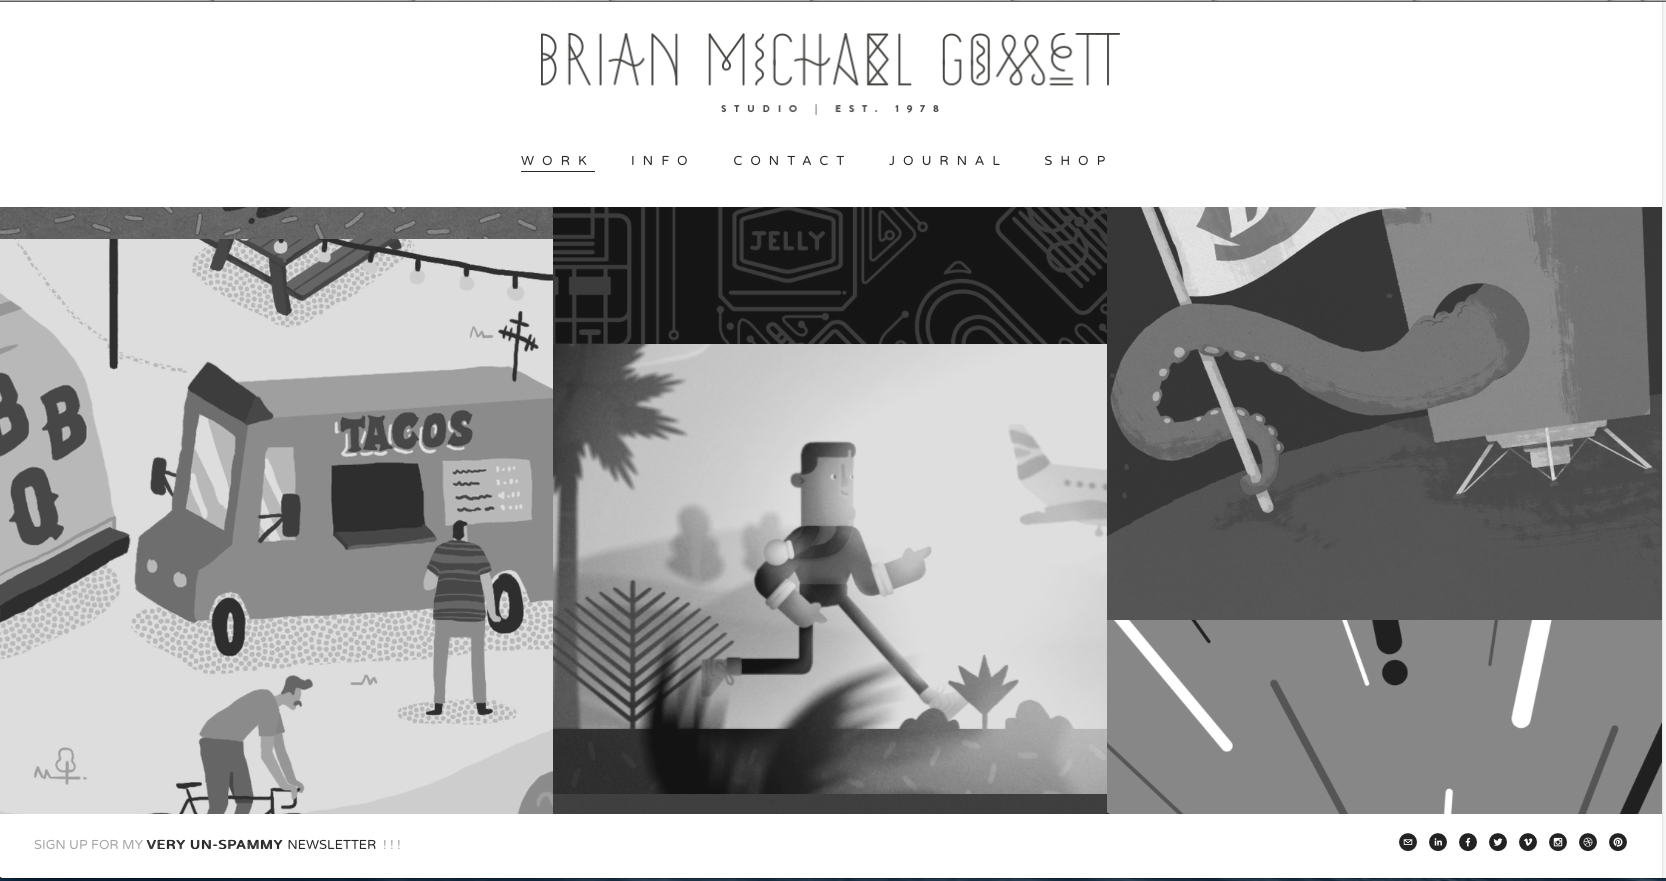 BRIAN MICHAEL GOSSETT
STUDIO | EST. 1978
WORK INFO CONTACT JOURNAL SHOP
JELLY
BB
Q
TACOS
SIGN UP FOR MY VERY UN-SPAMMY NEWSLETTER !!!